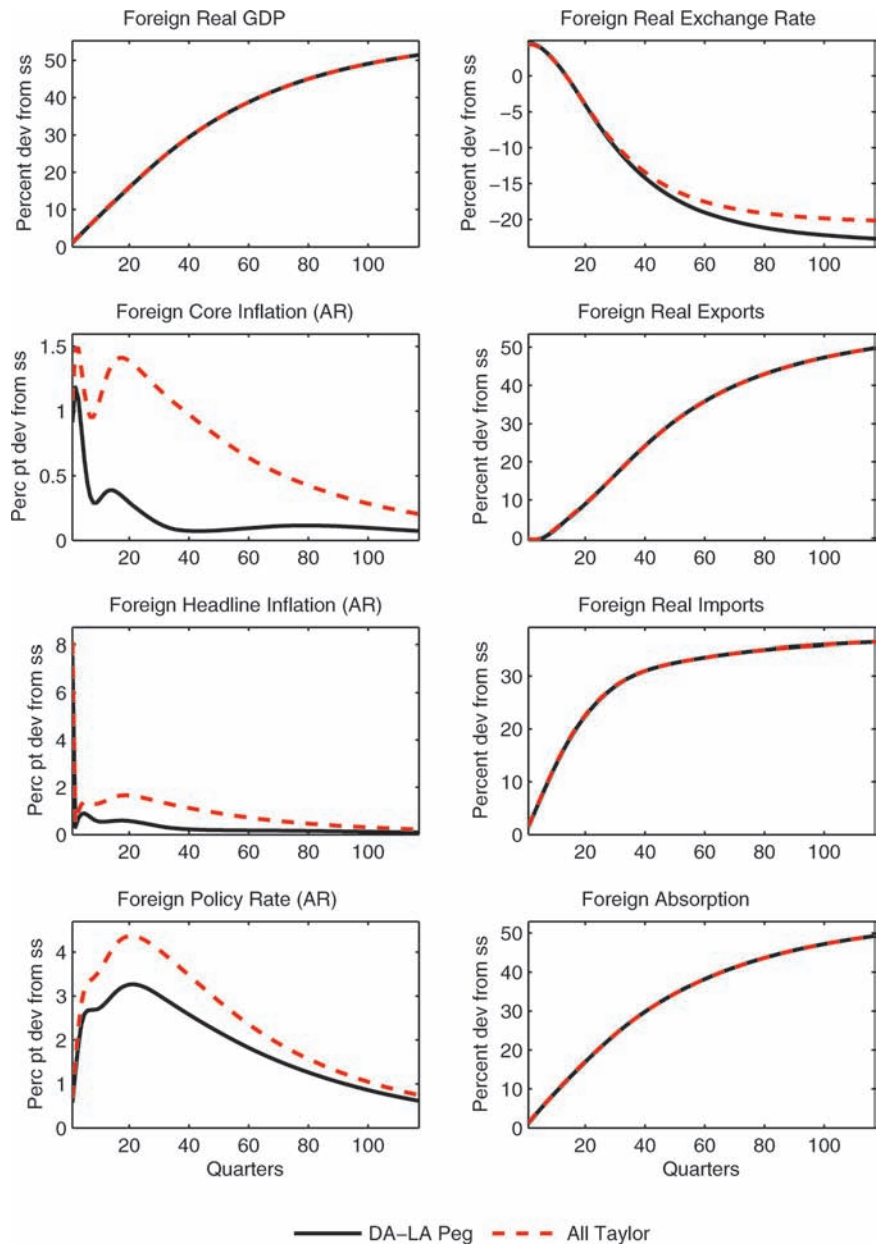 Foreign Real GDP
Percent dev from ss
50
40
30
20
10
0
20 40 60 80 100
Foreign Real Exchange Rate
Percent dev from ss
0
−5
−10
−15
−20
20 40 60 80 100
Foreign Core Inflation (AR)
Perc pt dev from ss
1.5
1
0.5
0
20 40 60 80 100
Foreign Real Exports
Percent dev from ss
50
40
30
20
10
0
20 40 60 80 100
Foreign Headline Inflation (AR)
Perc pt dev from ss
8
6
4
2
0
20 40 60 80 100
Foreign Real Imports
Percent dev from ss
30
20
10
0
20 40 60 80 100
Foreign Policy Rate (AR)
Perc pt dev from ss
4
3
2
1
0
20 40 60 80 100
Quarters
Foreign Absorption
Percent dev from ss
50
40
30
20
10
0
20 40 60 80 100
Quarters
DA−LA Peg All Taylor